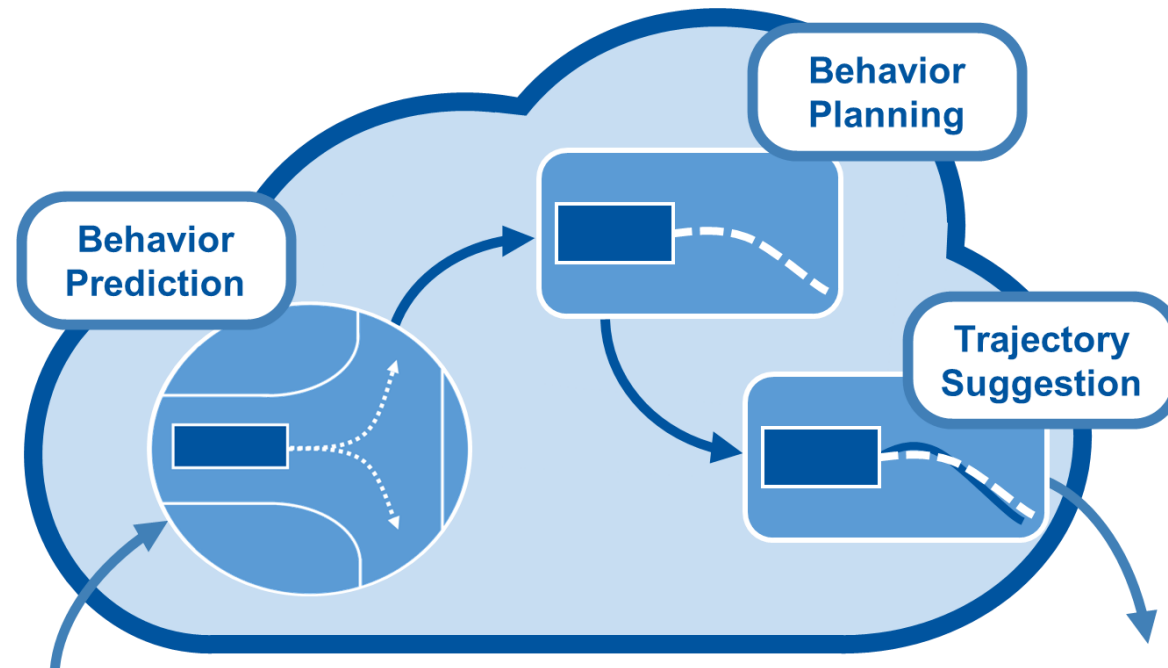 Behavior
Planning
Behavior
Prediction
Trajectory
Suggestion